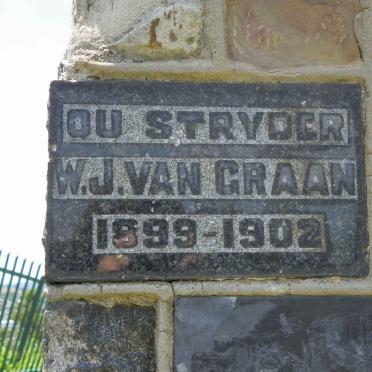 OU STRYDER
W.J.VAN GRAAN
1899-1902